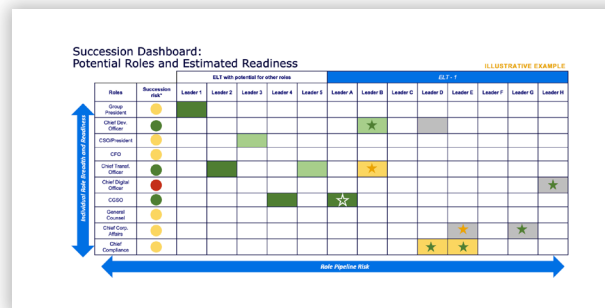 Succession Dashboard:
Potential Roles and Estimated Readiness
ILLUSTRATIVE EXAMPLE
ELT with potential for other roles
ELT - 1
Roles
Succession risk*
Leader 1
Leader 2
Leader 3
Leader 4
Leader 5
Leader A
Leader B
Leader C
Leader D
Leader E
Leader F
Leader G
Leader H
Group
President
Chief Dev.
Officer
CSO/President
CFO
Chief Transf.
Officer
Chief Digital
Officer
CGSO
General
Counsel
Chief Corp.
Affairs
Chief
Compliance
Individual Role Breadth and Readiness
Role Pipeline Risk